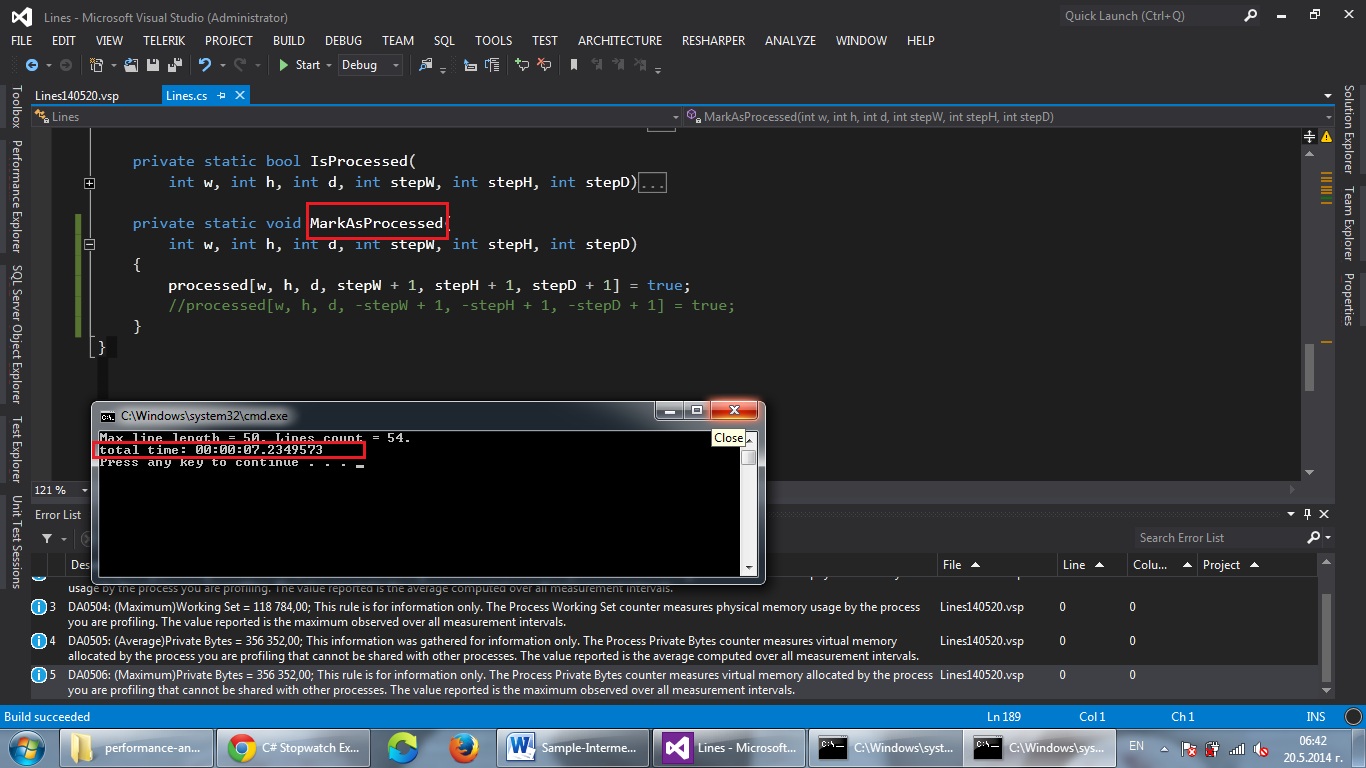 Lines - Microsoft Visual Studio (Administrator)
Quick Launch (Ctrl+Q)
FILE EDIT VIEW TELERIK PROJECT BUILD DEBUG TEAM SQL TOOLS TEST ARCHITECTURE RESHARPER ANALYZE WINDOW HELP
Start Debug
Toolbox
Performance Explorer
SQL Server Object Explorer
Test Explorer
Unit Test Sessions
Lines140520.vsp Lines.cs
Lines MarkAsProcessed(int w, int h, int d, int stepW, int stepH, int stepD)
private static bool IsProcessed(
int w, int h, int d, int stepW, int stepH, int stepD)...
private static void MarkAsProcessed(
int w, int h, int d, int stepW, int stepH, int stepD)
{
processed[w, h, d, stepW + 1, stepH + 1, stepD + 1] = true;
//processed[w, h, d, -stepW + 1, -stepH + 1, -stepD + 1] = true;
}
}
Solution Explorer
Team Explorer
Properties
C:\Windows\system32\cmd.exe
Close
Max line length = 50. Lines count = 54.
total time: 00:00:07.2349573
Press any key to continue . . .
121 %
Error List
Search Error List
Des File Line Colu... Project
usage by the process you are profiling. The value reported is the average computed over all measurement intervals.
3 DA0504: (Maximum)Working Set = 118 784,00; This rule is for information only. The Process Working Set counter measures physical memory usage by the process Lines140520.vsp 0 0
you are profiling. The value reported is the maximum observed over all measurement intervals.
4 DA0505: (Average)Private Bytes = 356 352,00; This information was gathered for information only. The Process Private Bytes counter measures virtual memory Lines140520.vsp 0 0
allocated by the process you are profiling that cannot be shared with other processes. The value reported is the average computed over all measurement intervals.
5 DA0506: (Maximum)Private Bytes = 356 352,00; This rule is for information only. The Process Private Bytes counter measures virtual memory allocated by the process Lines140520.vsp 0 0
you are profiling that cannot be shared with other processes. The value reported is the maximum observed over all measurement intervals.
Build succeeded Ln 189 Col 1 Ch 1 INS
performance-an... C# Stopwatch Ex... Sample-Interme... Lines - Microsoft... C:\Windows\syst... C:\Windows\sys... EN 06:42
20.5.2014 г.